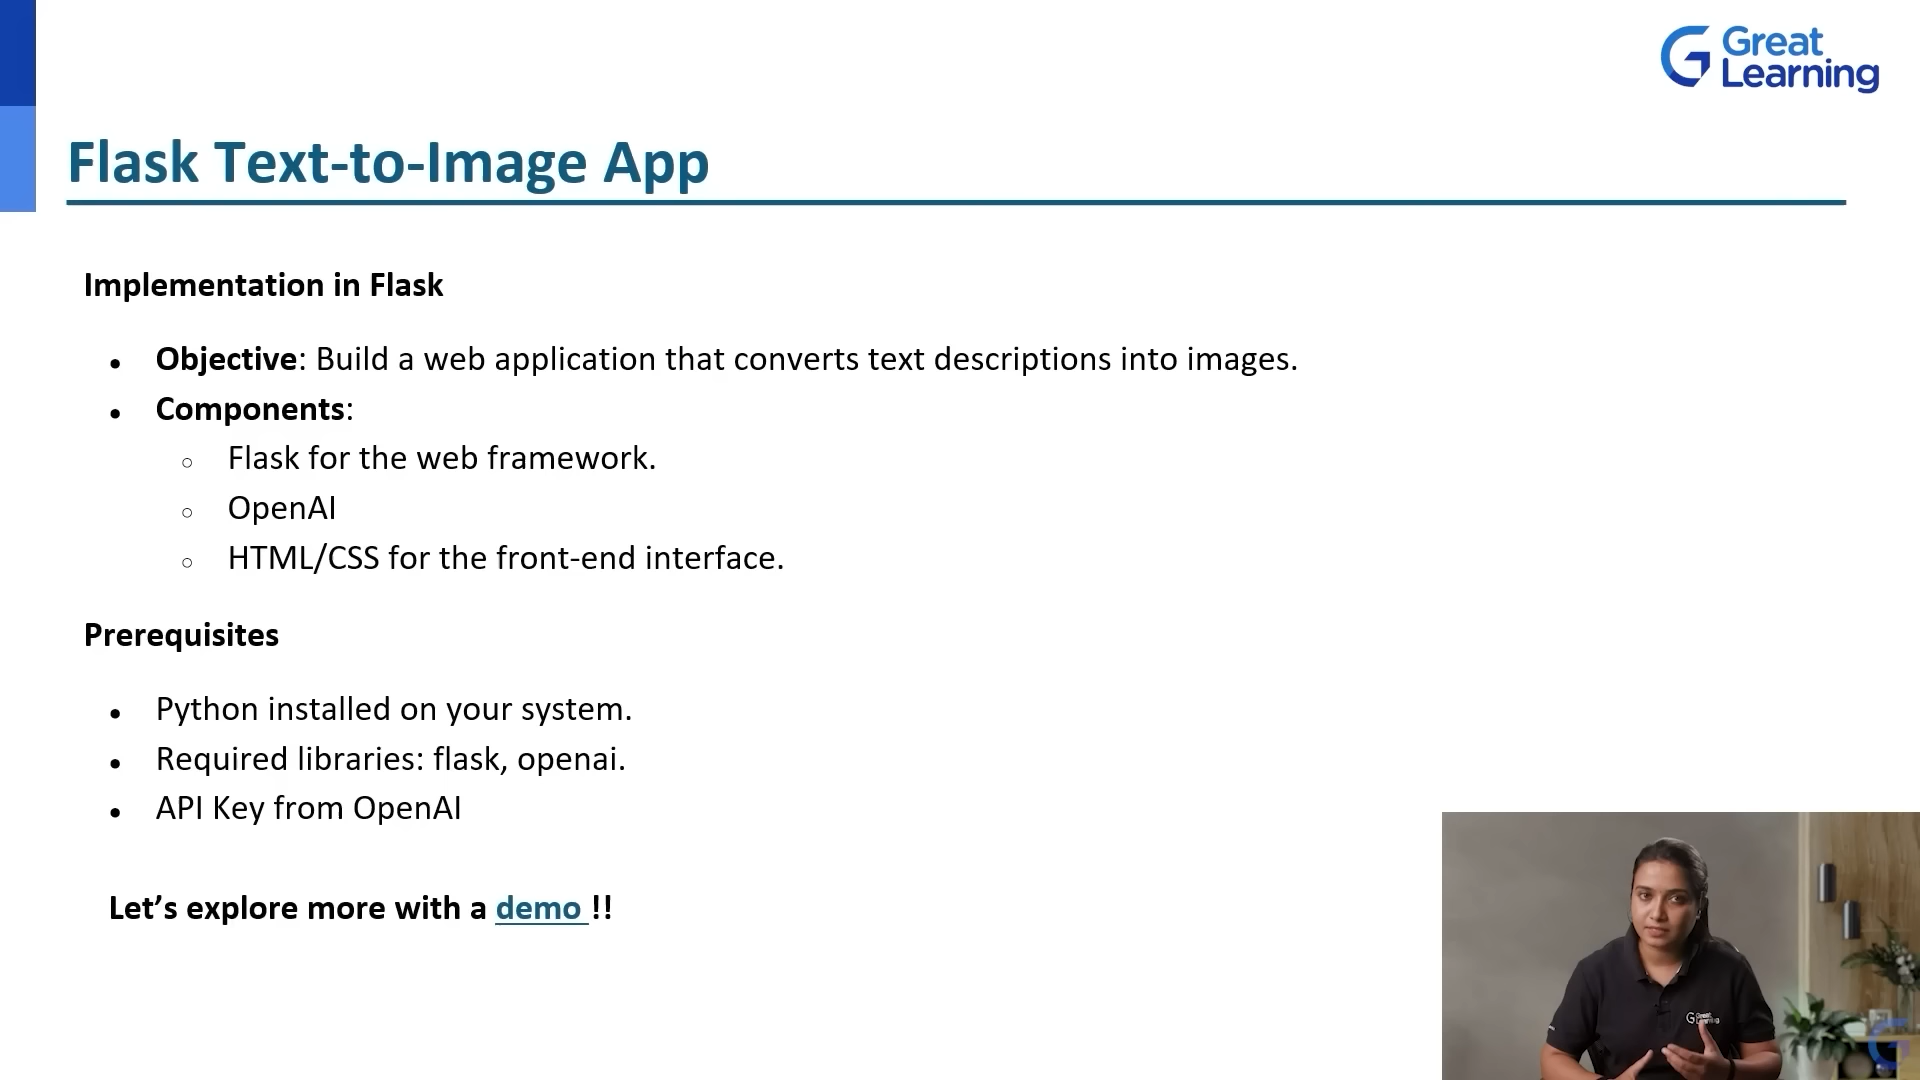 Great
Learning
Flask Text-to-Image App
Implementation in Flask
● Objective: Build a web application that converts text descriptions into images.
● Components:
○ Flask for the web framework.
○ OpenAI
○ HTML/CSS for the front-end interface.
Prerequisites
● Python installed on your system.
● Required libraries: flask, openai.
● API Key from OpenAI
Let’s explore more with a demo !!
Great
Learning